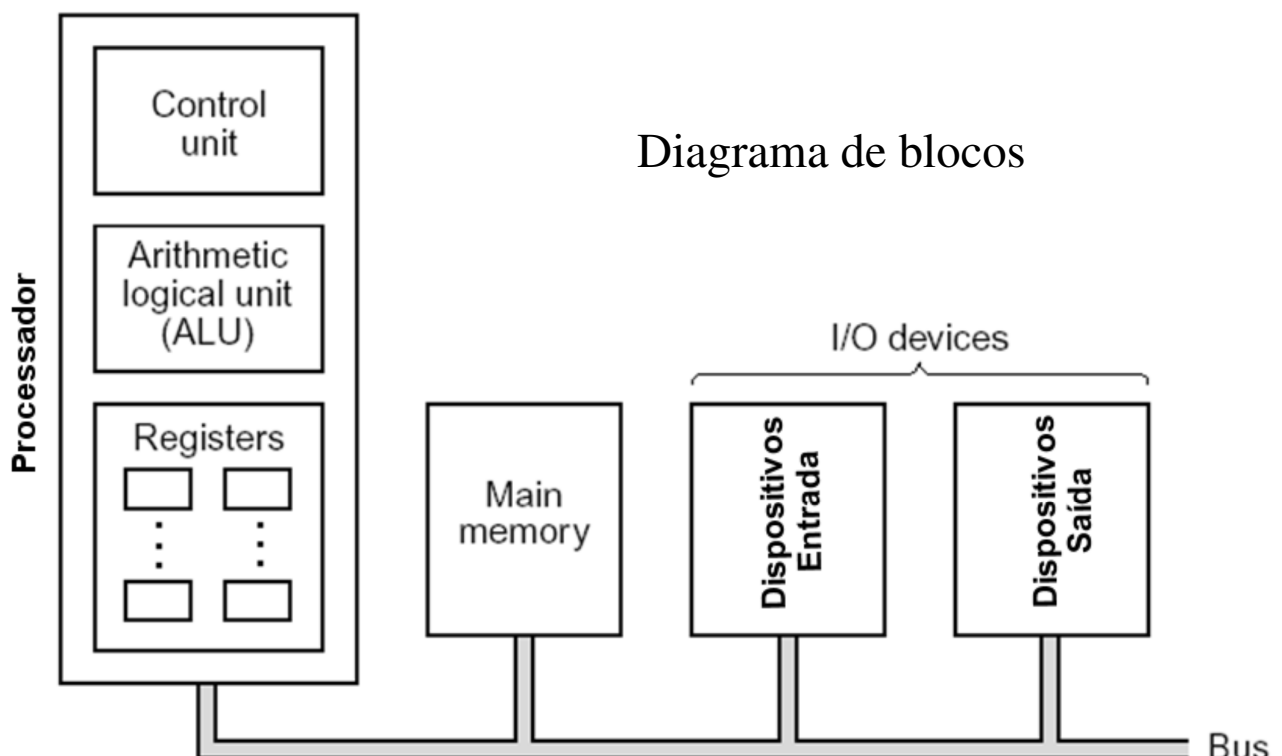 Diagrama de blocos
Processador
Control
unit
Arithmetic
logical unit
(ALU)
Registers
Main
memory
I/O devices
Dispositivos
Entrada
Dispositivos
Saída
Bus